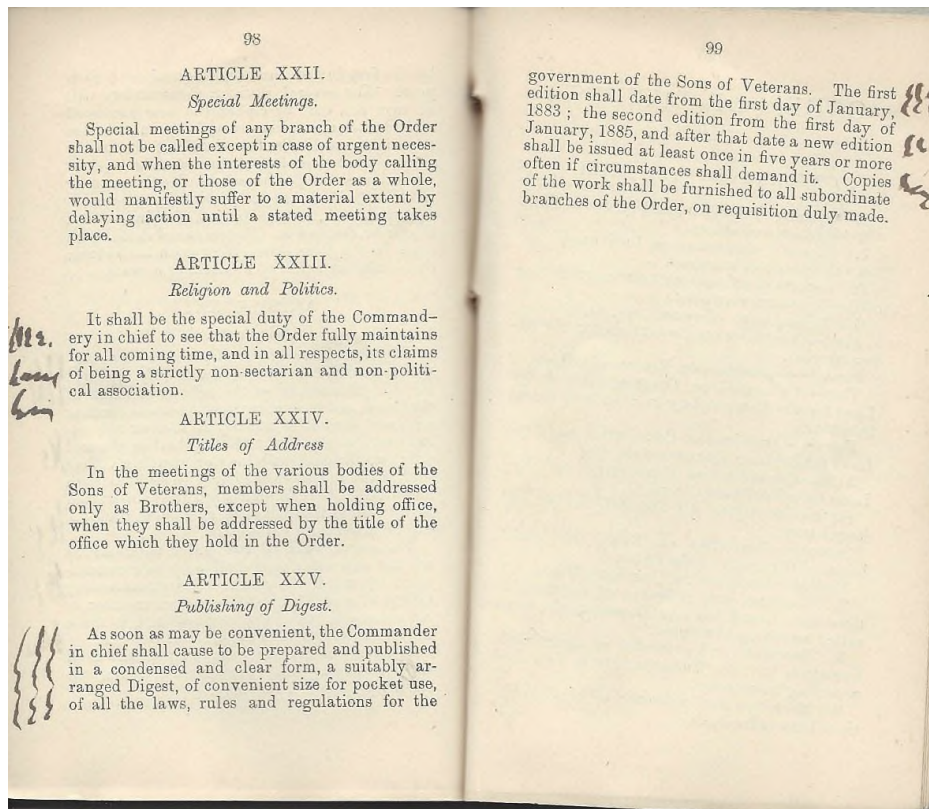 98
ARTICLE XXII.
Special Meetings.
Special meetings of any branch of the Order
shall not be called except in case of urgent neces-
sity, and when the interests of the body calling
the meeting, or those of the Order as a whole,
would manifestly suffer to a material extent by
delaying action until a stated meeting takes
place.
ARTICLE XXIII.
Religion and Politics.
It shall be the special duty of the Command-
ery in chief to see that the Order fully maintains
for all coming time, and in all respects, its claims
of being a strictly non-sectarian and non-politi-
cal association.
ARTICLE XXIV.
Titles of Address
In the meetings of the various bodies of the
Sons of Veterans, members shall be addressed
only as Brothers, except when holding office,
when they shall be addressed by the title of the
office which they hold in the Order.
ARTICLE XXV.
Publishing of Digest.
As soon as may be convenient, the Commander
in chief shall cause to be prepared and published
in a condensed and clear form, a suitably ar-
ranged Digest, of convenient size for pocket use,
of all the laws, rules and regulations for the
99
government of the Sons of Veterans. The first
edition shall date from the first day of January,
1883 ; the second edition from the first day of
January, 1885, and after that date a new edition
shall be issued at least once in five years or more
often if circumstances shall demand it. Copies
of the work shall be furnished to all subordinate
branches of the Order, on requisition duly made.